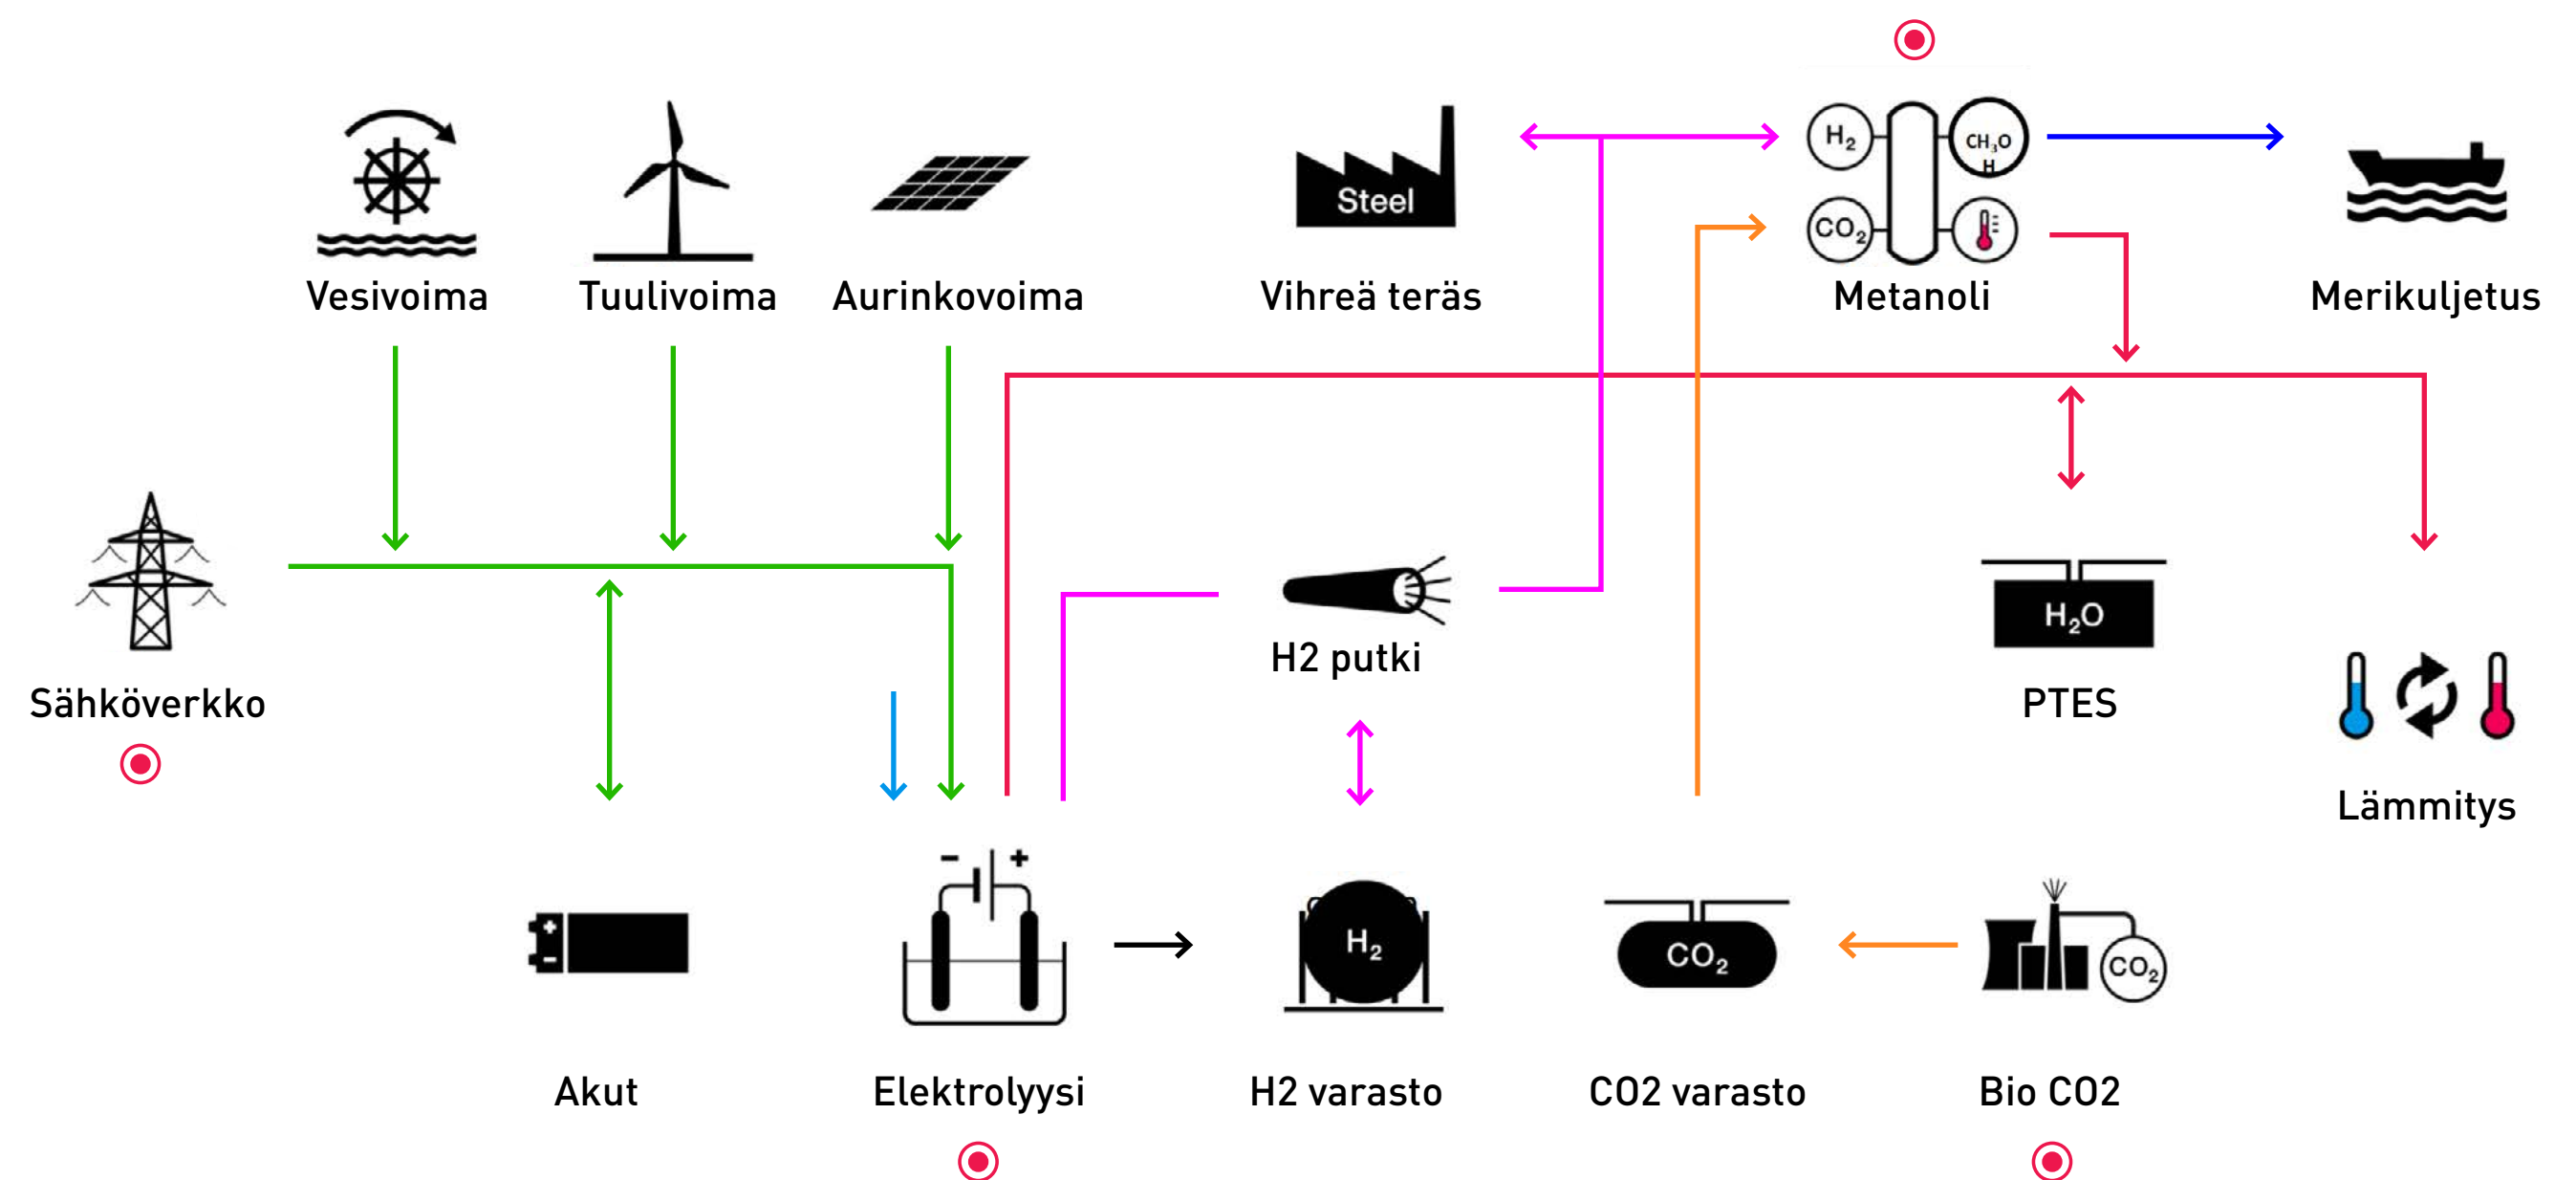 H₂
CH₃O
H
Steel
CO₂
Vesivoima
Tuulivoima
Aurinkovoima
Vihreä teräs
Metanoli
Merikuljetus
H₂O
H2 putki
Sähköverkko
PTES
Lämmitys
- +
+
-
H₂
CO₂
CO₂
Akut
Elektrolyysi
H2 varasto
CO2 varasto
Bio CO2